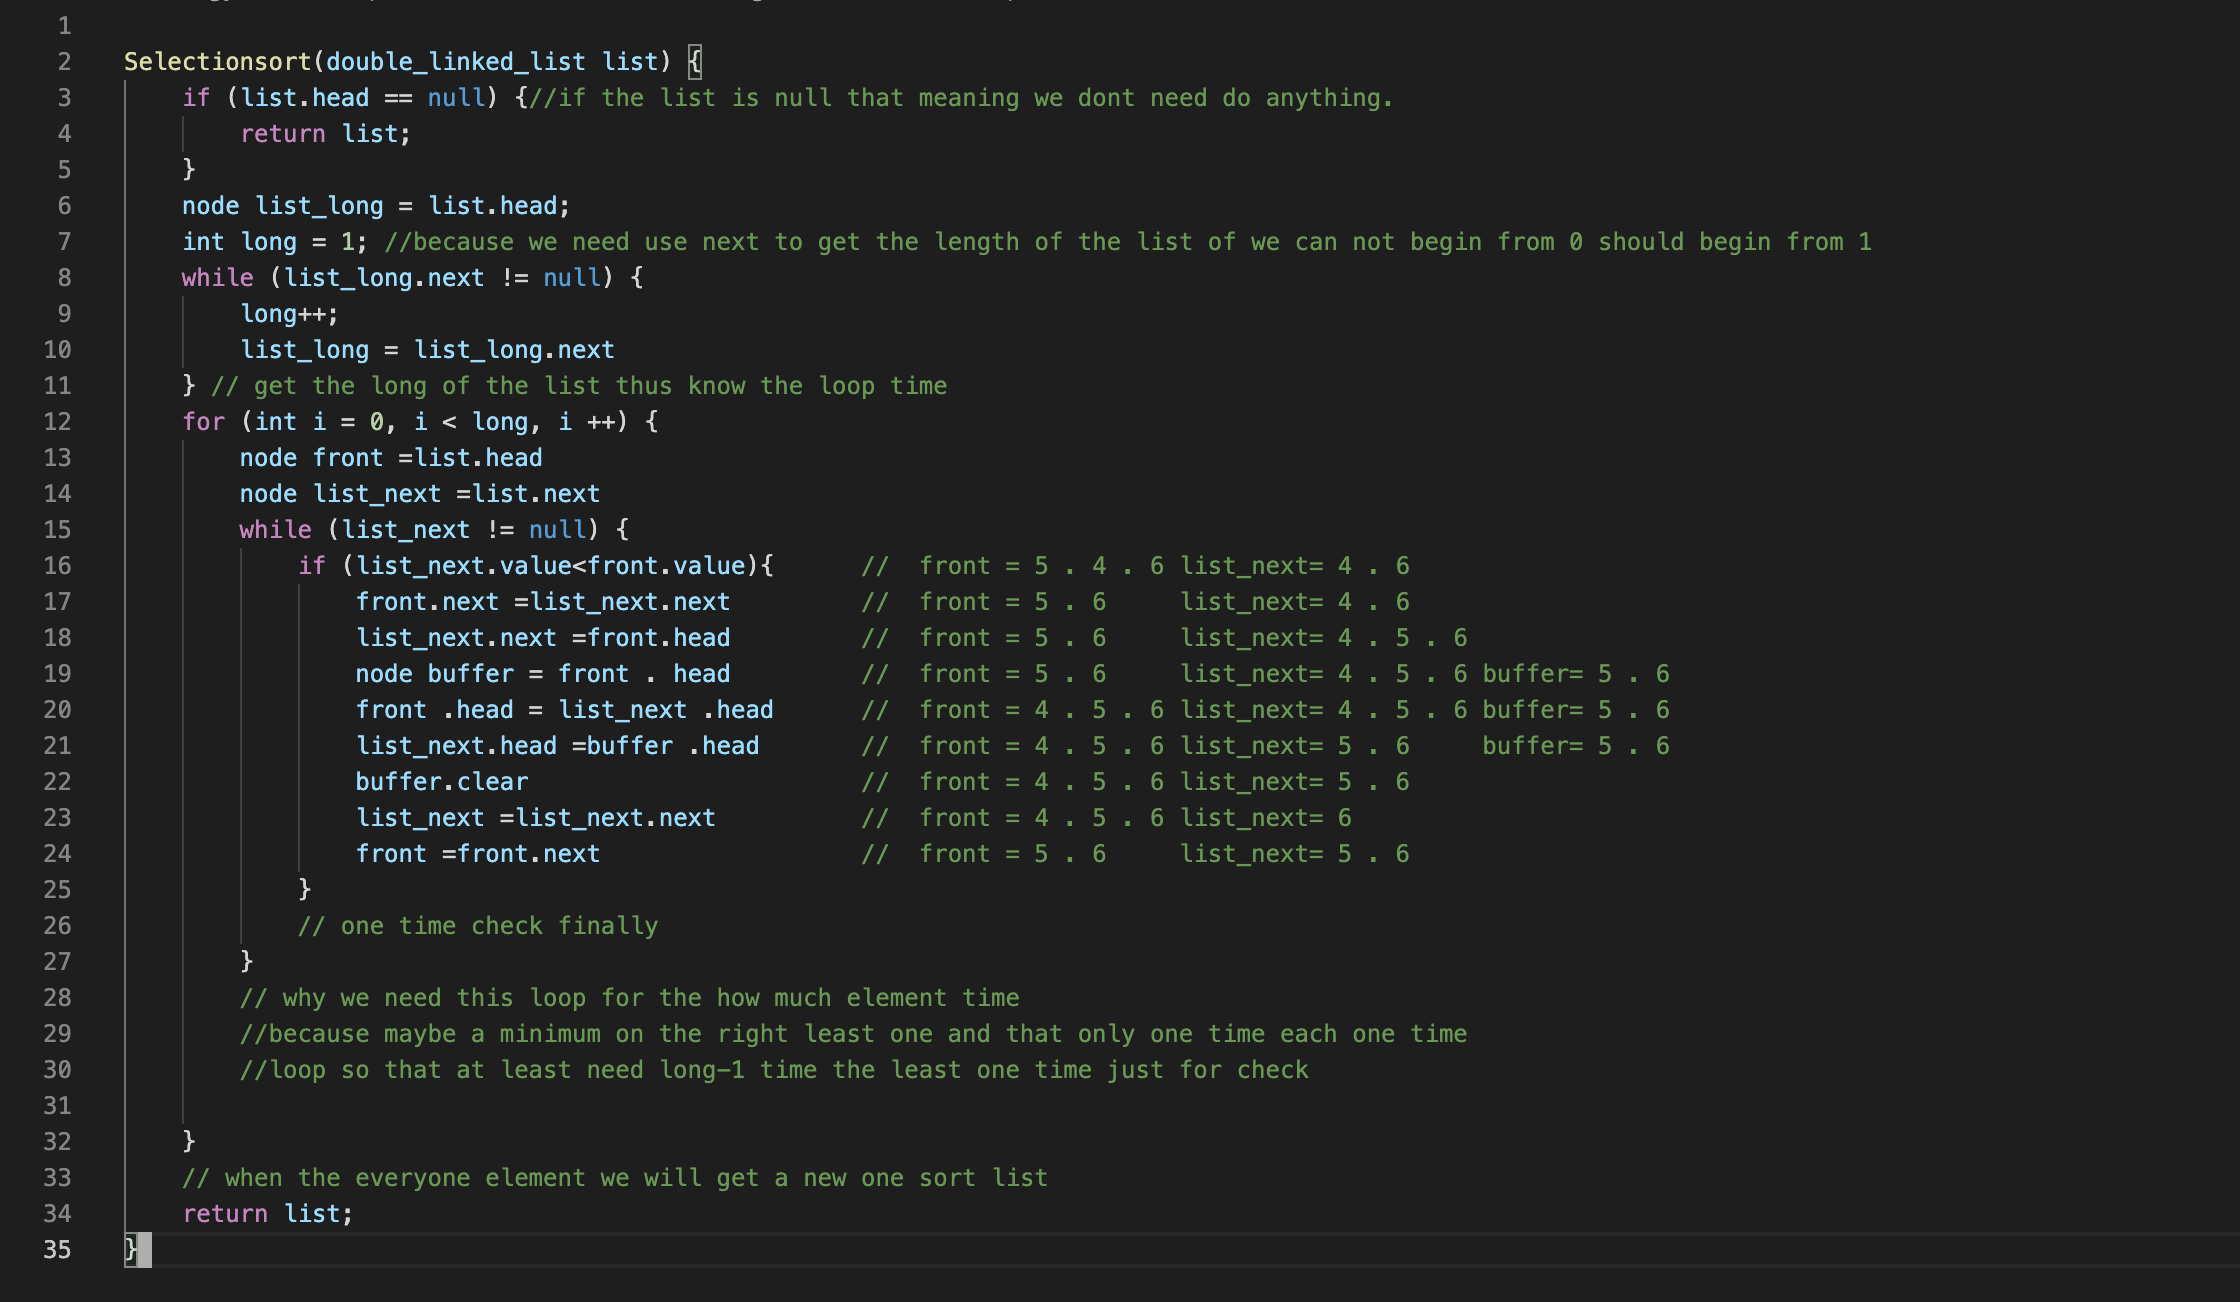 1
2 Selectionsort(double_linked_list list) {
3 if (list.head == null) {//if the list is null that meaning we dont need do anything.
4 return list;
5 }
6 node list_long = list.head;
7 int long = 1; //because we need use next to get the length of the list of we can not begin from 0 should begin from 1
8 while (list_long.next != null) {
9 long++;
10 list_long = list_long.next
11 } // get the long of the list thus know the loop time
12 for (int i = 0, i < long, i ++) {
13 node front =list.head
14 node list_next =list.next
15 while (list_next != null) {
16 if (list_next.value<front.value){ // front = 5 . 4 . 6 list_next= 4 . 6
17 front.next =list_next.next // front = 5 . 6 list_next= 4 . 6
18 list_next.next =front.head // front = 5 . 6 list_next= 4 . 5 . 6
19 node buffer = front . head // front = 5 . 6 list_next= 4 . 5 . 6 buffer= 5 . 6
20 front .head = list_next .head // front = 4 . 5 . 6 list_next= 4 . 5 . 6 buffer= 5 . 6
21 list_next.head =buffer .head // front = 4 . 5 . 6 list_next= 5 . 6 buffer= 5 . 6
22 buffer.clear // front = 4 . 5 . 6 list_next= 5 . 6
23 list_next =list_next.next // front = 4 . 5 . 6 list_next= 6
24 front =front.next // front = 5 . 6 list_next= 5 . 6
25 }
26 // one time check finally
27 }
28 // why we need this loop for the how much element time
29 //because maybe a minimum on the right least one and that only one time each one time
30 //loop so that at least need long-1 time the least one time just for check
31
32 }
33 // when the everyone element we will get a new one sort list
34 return list;
35 }